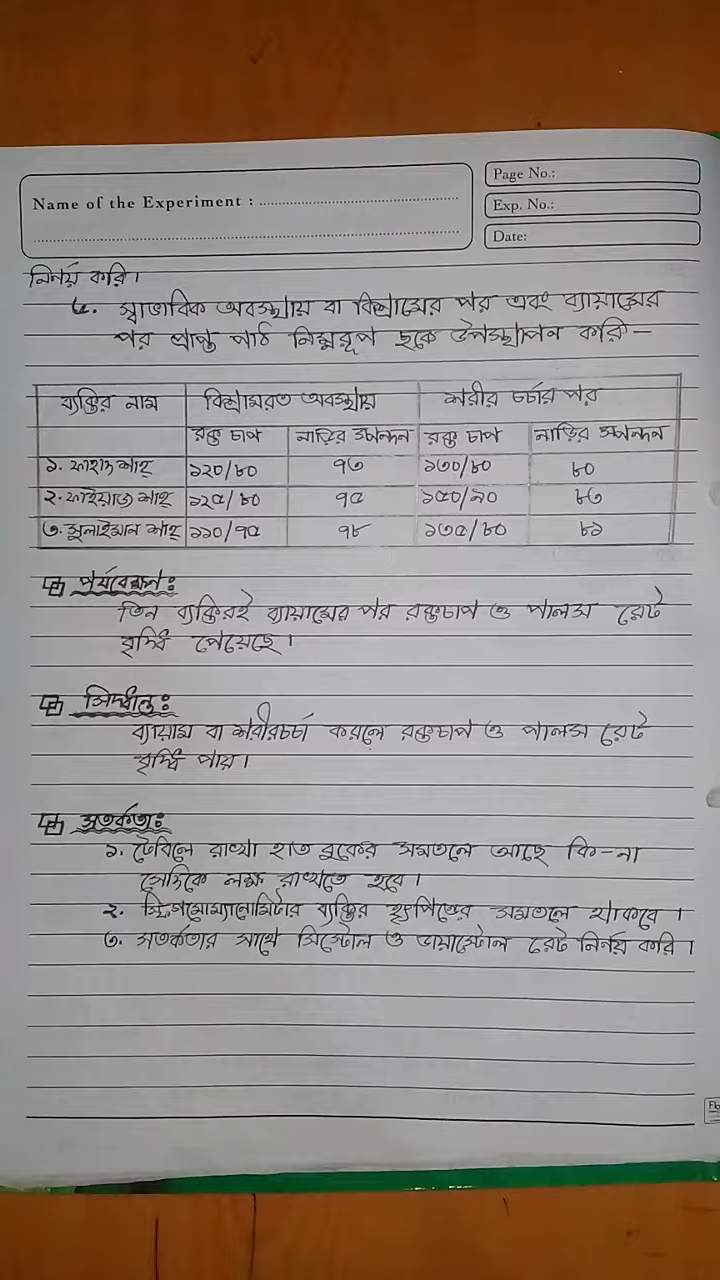 Name of the Experiment :
Page No.:
Exp. No.:
Date:
নির্ণয় করি।
৬. স্বাভাবিক অবস্থায় বা বিশ্রামের পর এবং ব্যায়ামের
পর প্রাপ্ত পাঠ নিম্নরূপ ছকে উপস্থাপন করি–
ব্যক্তির নাম বিশ্রামরত অবস্থায় শরীর চর্চার পর
রক্ত চাপ নাড়ির স্পন্দন রক্ত চাপ নাড়ির স্পন্দন
১. ফাহাজ শাহ্ ১২০/৮০ ৭৩ ১৩০/৮০ ৮০
২. ফাইয়াজ শাহ্ ১২৫/৮০ ৭৫ ১৫০/৯০ ৮৩
৩. সুলাইমান শাহ্ ১১০/৭৫ ৭৮ ১৩৫/৮০ ৮১
পর্যবেক্ষণ:
তিন ব্যক্তিরই ব্যায়ামের পর রক্তচাপ ও পালস রেট
বৃদ্ধি পেয়েছে।
সিদ্ধান্ত:
ব্যায়াম বা শরীরচর্চা করলে রক্তচাপ ও পালস রেট
বৃদ্ধি পায়।
সতর্কতা:
১. টেবিলে রাখা হাত বুকের সমতলে আছে কি-না
সেদিকে লক্ষ রাখতে হবে।
২. স্ফিগমোম্যানোমিটার ব্যক্তির হৃৎপিণ্ডের সমতলে থাকবে।
৩. সতর্কতার সাথে সিস্টোল ও ডায়াস্টোল রেট নির্ণয় করি।